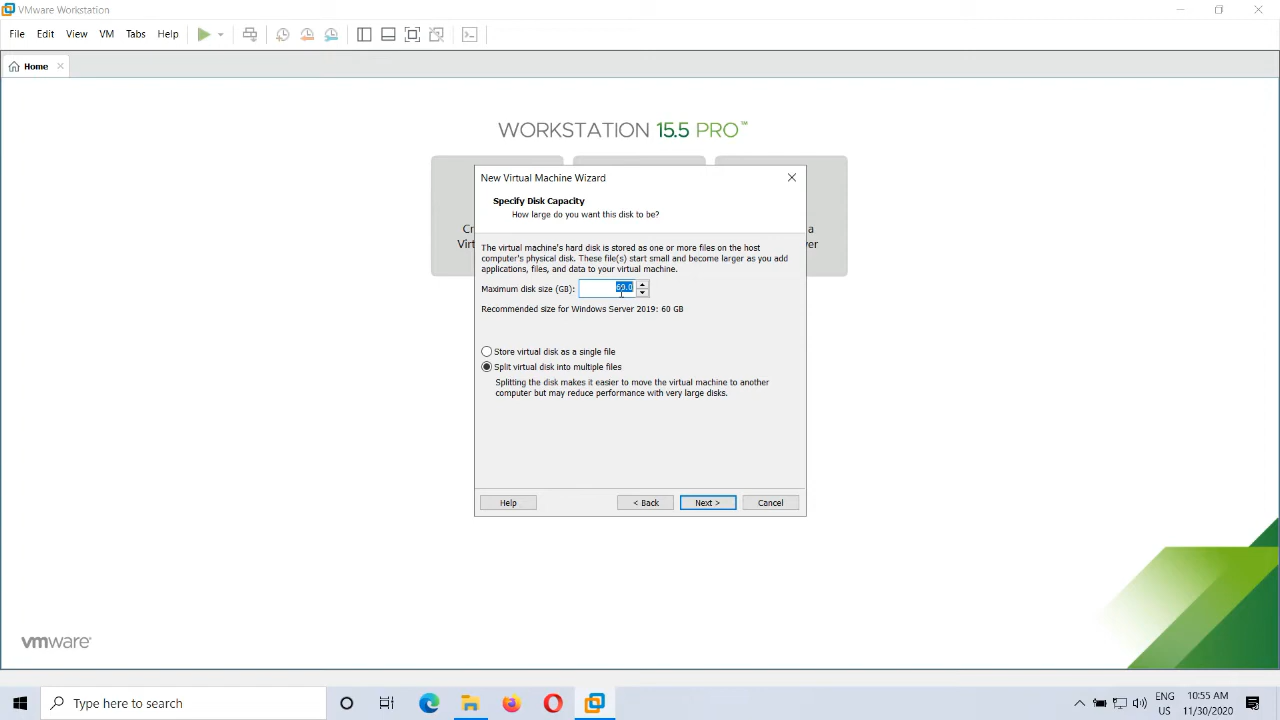 VMware Workstation
File Edit View VM Tabs Help
Home
WORKSTATION 15.5 PRO™
New Virtual Machine Wizard
Specify Disk Capacity
How large do you want this disk to be?
Cr
Virt
a
ver
The virtual machine's hard disk is stored as one or more files on the host
computer's physical disk. These file(s) start small and become larger as you add
applications, files, and data to your virtual machine.
Maximum disk size (GB): 60.0
Recommended size for Windows Server 2019: 60 GB
Store virtual disk as a single file
Split virtual disk into multiple files
Splitting the disk makes it easier to move the virtual machine to another
computer but may reduce performance with very large disks.
Help < Back Next > Cancel
vmware®
Type here to search
ENG
US
10:55 AM
11/30/2020